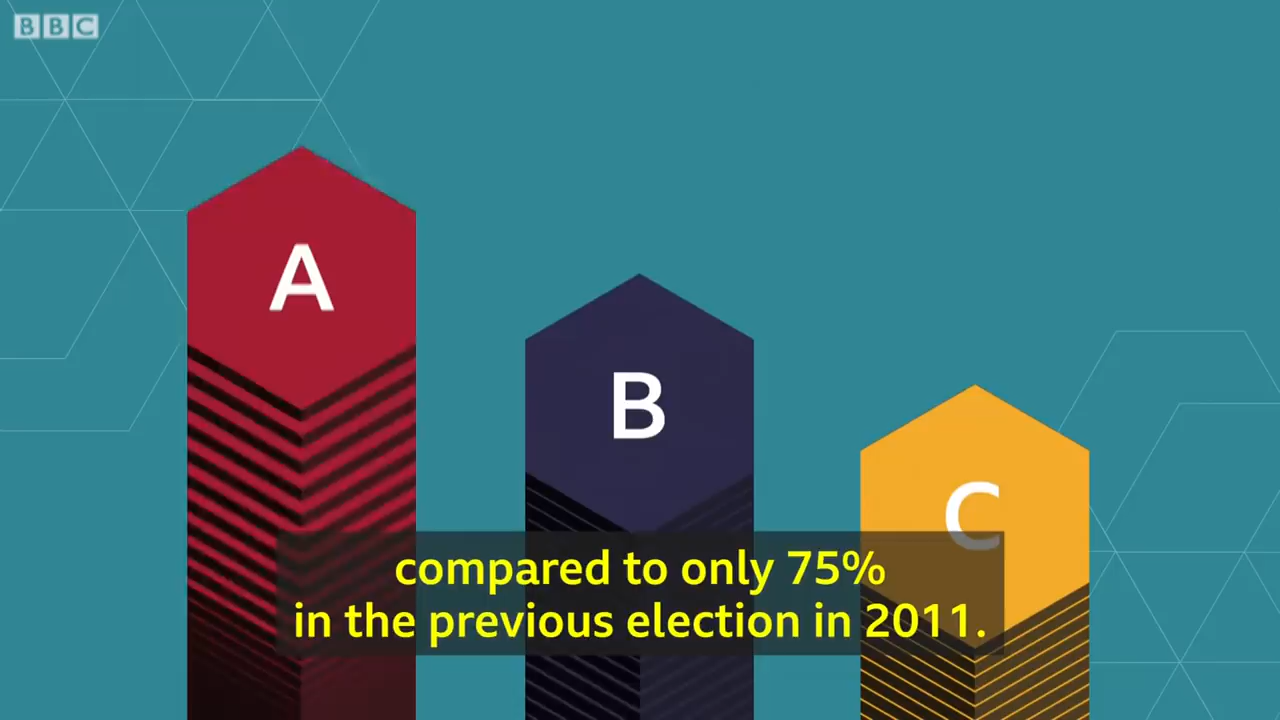 BBC
A
B
C
compared to only 75%
in the previous election in 2011.